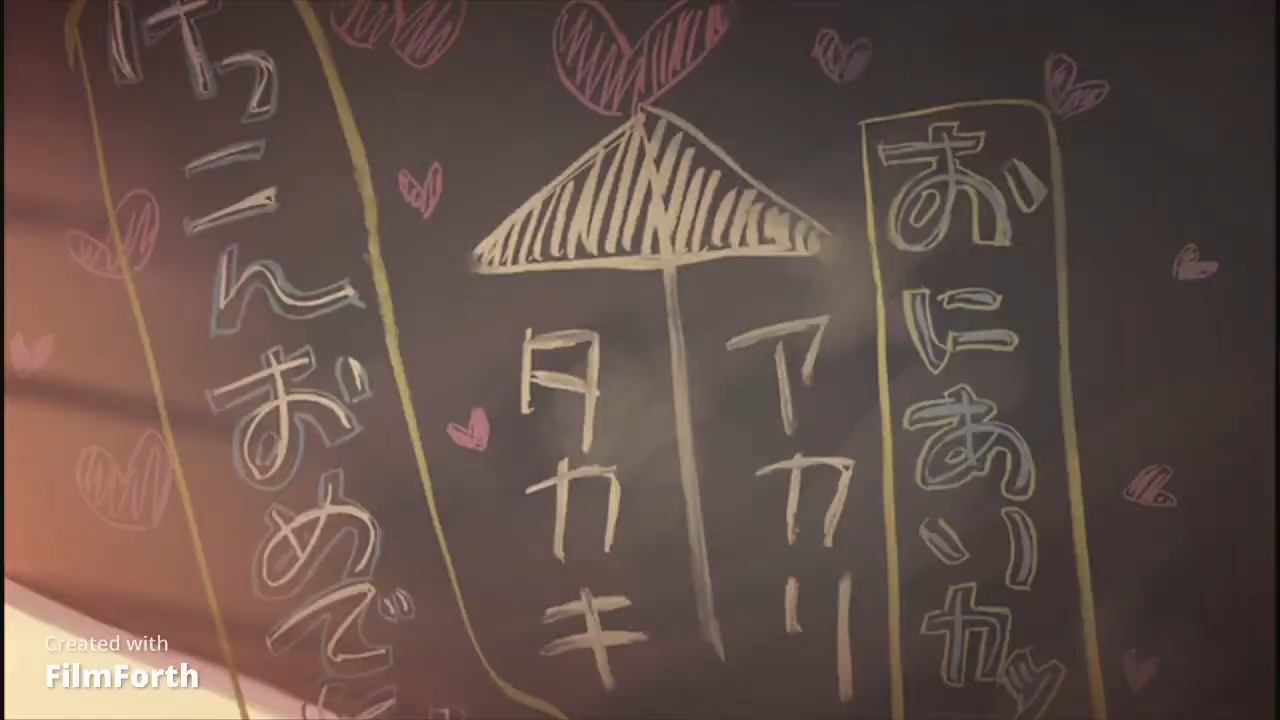 おにあいカッ
アカリ
タカキ
けっこんおめでと
Created with
FilmForth